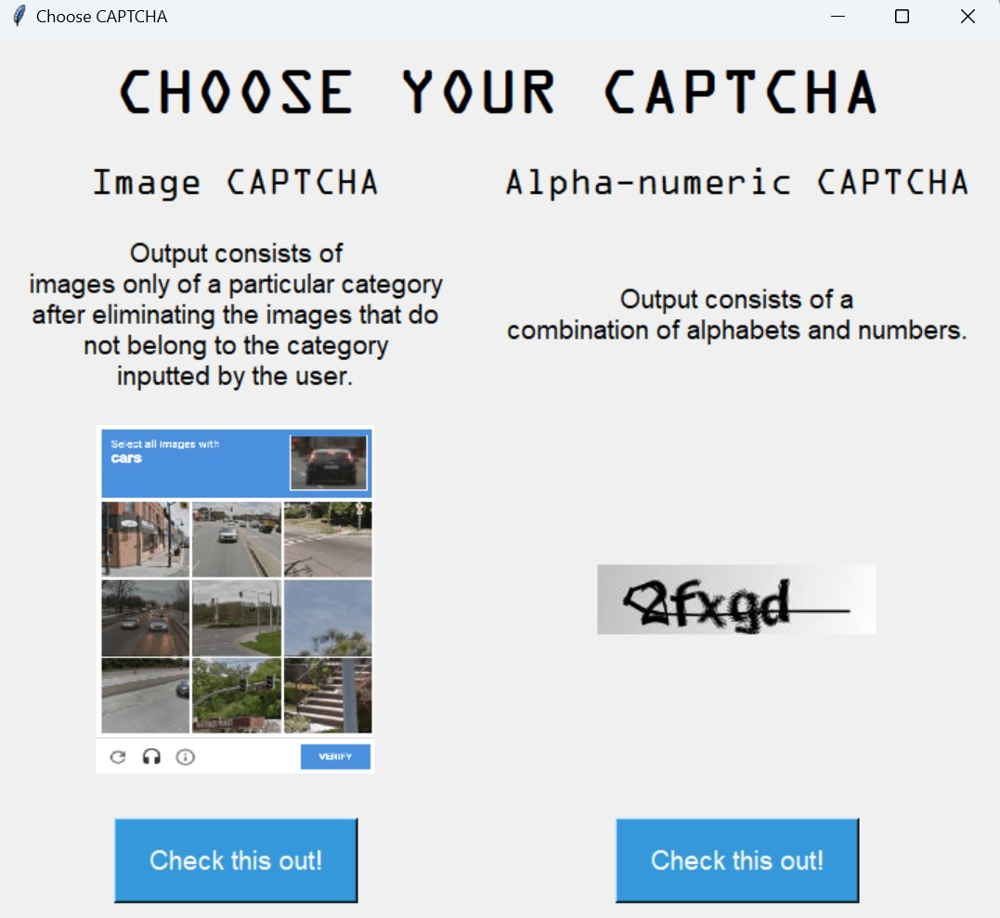 Choose CAPTCHA
CHOOSE YOUR CAPTCHA
Image CAPTCHA
Output consists of
images only of a particular category
after eliminating the images that do
not belong to the category
inputted by the user.
Select all images with
cars
VERIFY
Check this out!
Alpha-numeric CAPTCHA
Output consists of a
combination of alphabets and numbers.
2fxgd
Check this out!